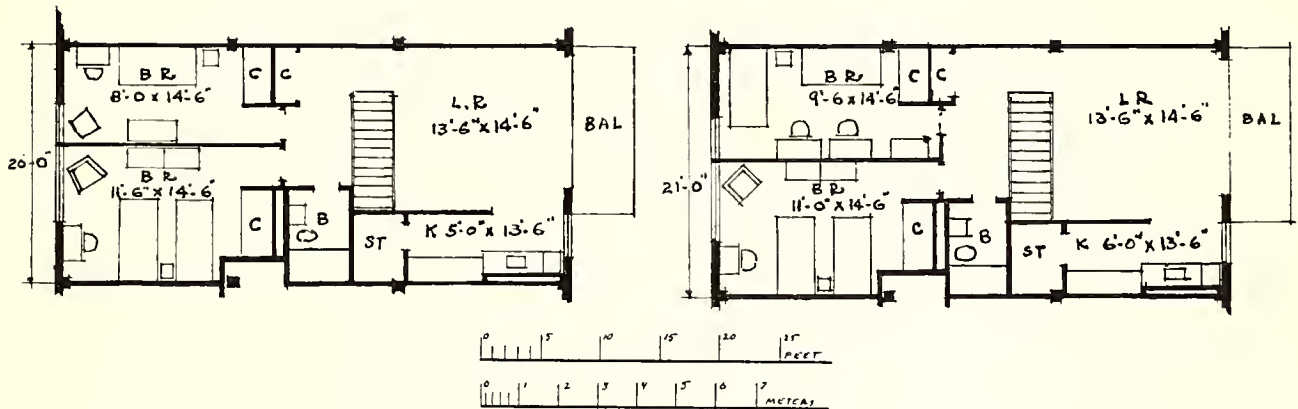 B R
8'-0 x 14'-6"
C
C
L.R
13'-6" x 14'-6"
BAL
20'-0"
B R
11'-6" x 14'-6"
C
B
ST
K 5'-0" x 13'-6"
B R
9'-6 x 14'-6"
C
C
L R
13'-6" x 14'-6"
BAL
21'-0"
B R
11'-0" x 14'-6"
C
B
ST
K 6'-0" x 13'-6"
0 5 10 15 20 25
FEET
0 1 2 3 4 5 6 7
METERS